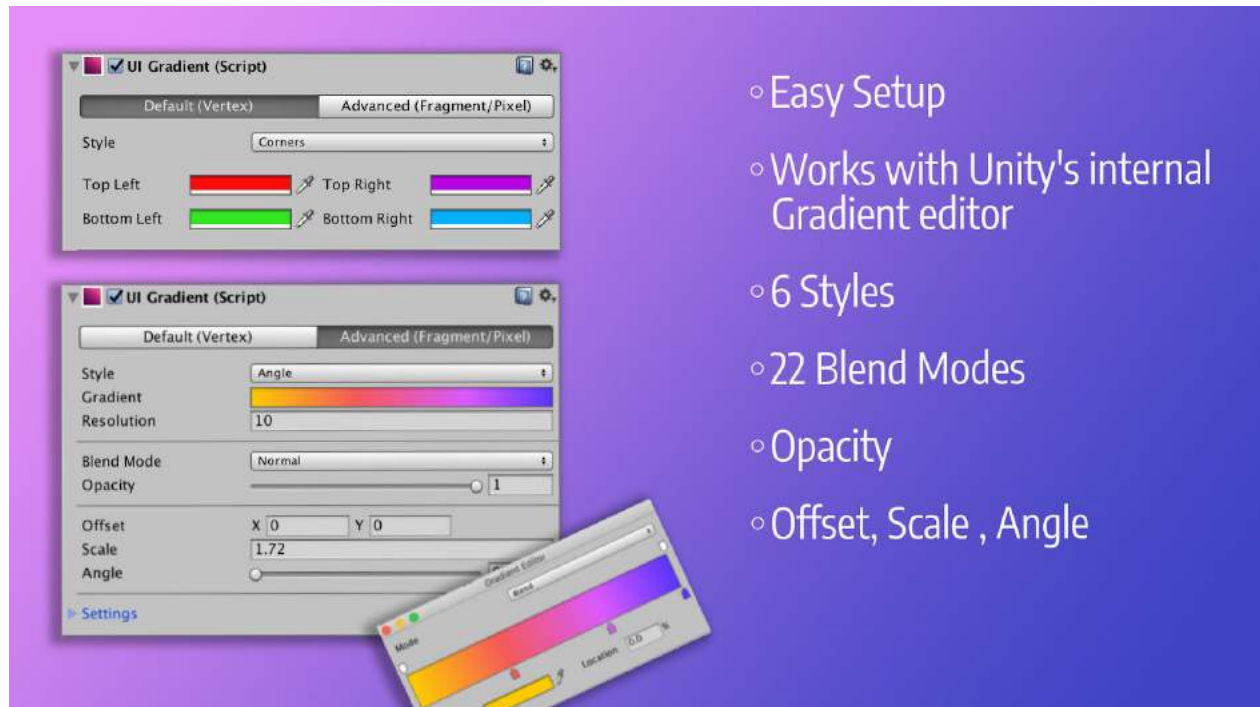 UI Gradient (Script)
Default (Vertex) Advanced (Fragment/Pixel)
Style Corners
Top Left Top Right
Bottom Left Bottom Right
UI Gradient (Script)
Default (Vertex) Advanced (Fragment/Pixel)
Style Angle
Gradient
Resolution 10
Blend Mode Normal
Opacity 1
Offset X 0 Y 0
Scale 1.72
Angle
Settings
Gradient Editor
Mode Blend
Location 0.0 %
◦ Easy Setup
◦ Works with Unity's internal
Gradient editor
◦ 6 Styles
◦ 22 Blend Modes
◦ Opacity
◦ Offset, Scale , Angle